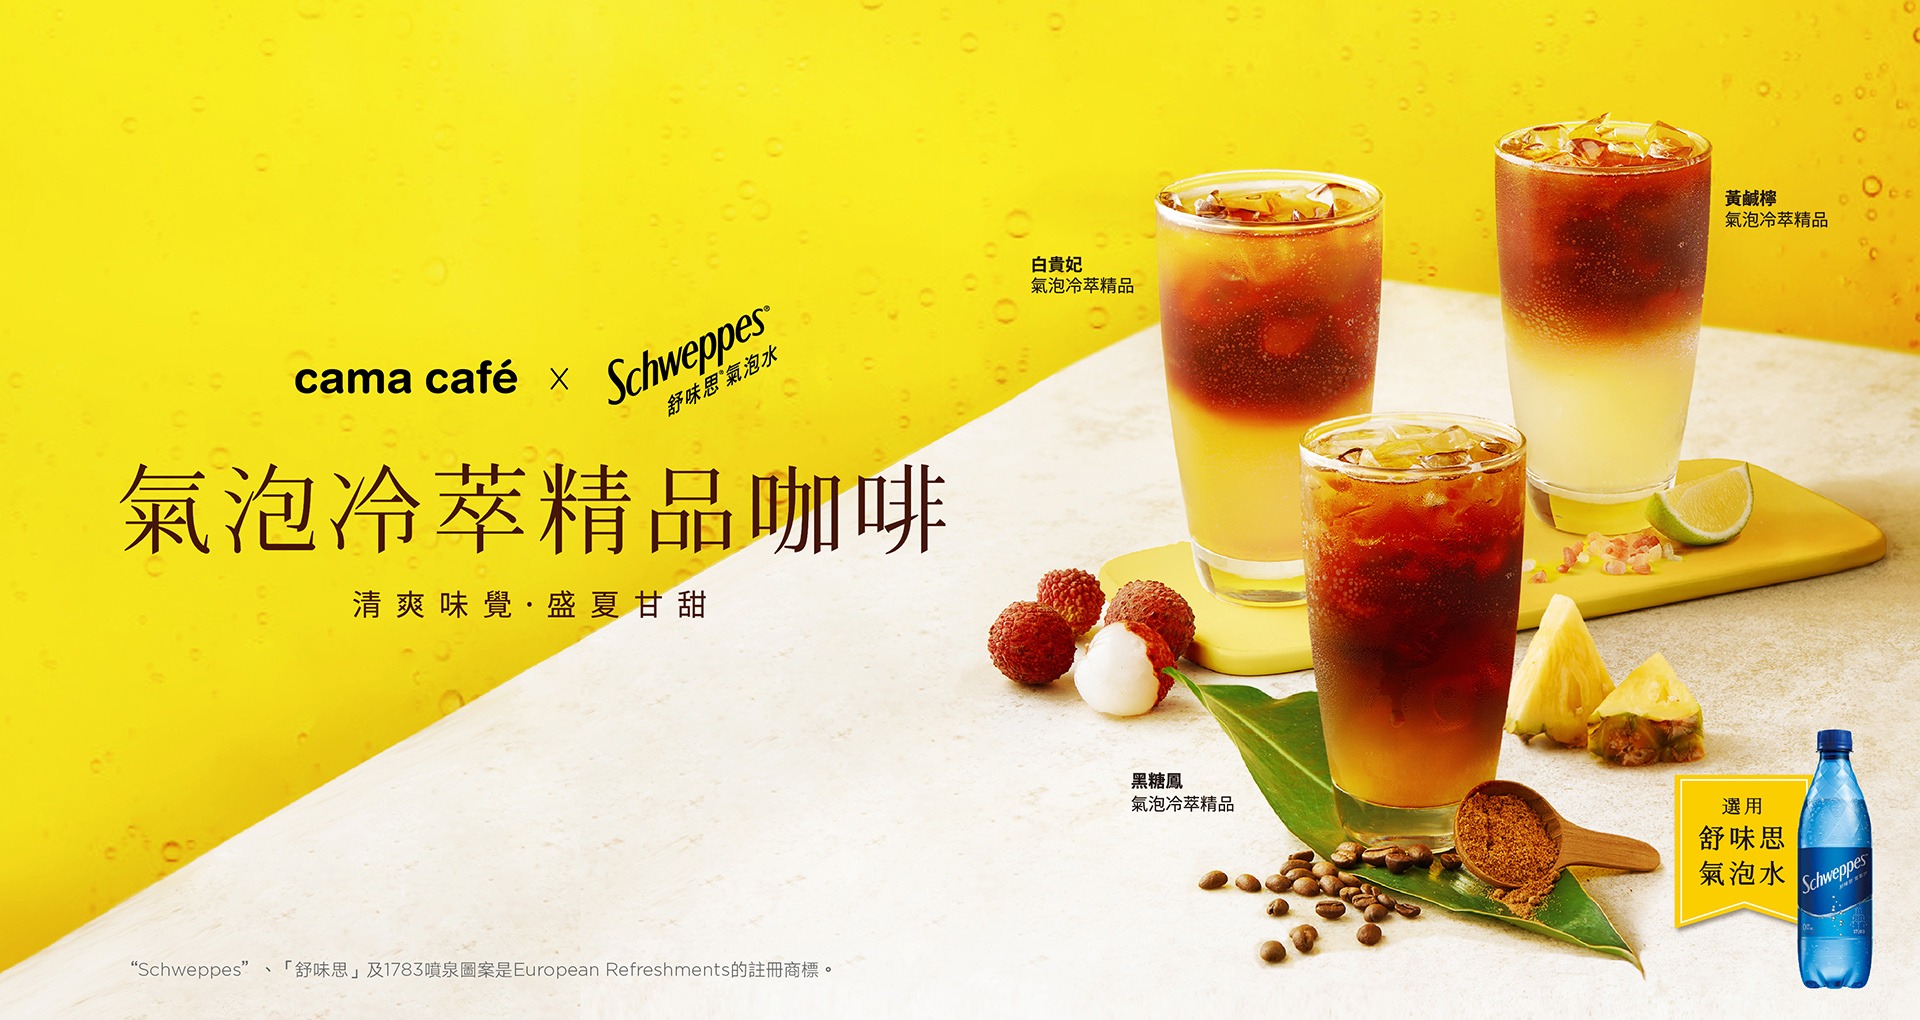 cama café x Schweppes®
舒味思®氣泡水
氣泡冷萃精品咖啡
清爽味覺·盛夏甘甜
白貴妃
氣泡冷萃精品
黃鹹檸
氣泡冷萃精品
黑糖鳳
氣泡冷萃精品
選用
舒味思
氣泡水
Schweppes
“Schweppes”、「舒味思」及1783噴泉圖案是European Refreshments的註冊商標。